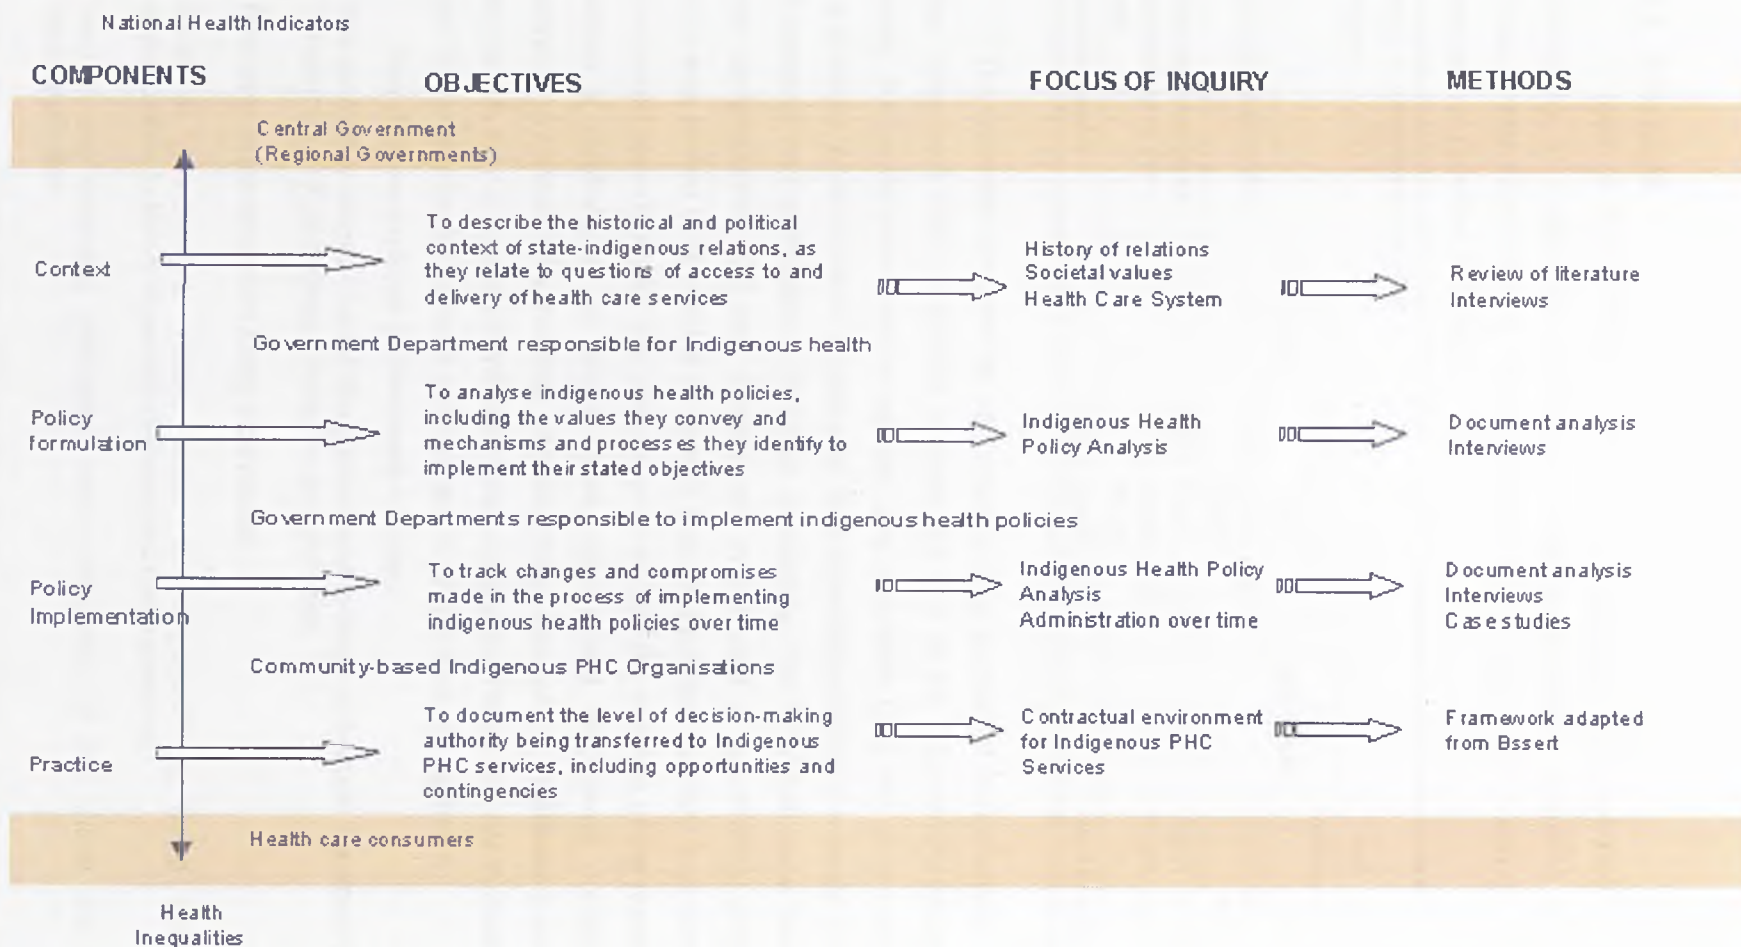 National Health Indicators
COMPONENTS
OBJECTIVES
FOCUS OF INQUIRY
METHODS
Central Government
(Regional Governments)
Context
To describe the historical and political
context of state-indigenous relations, as
they relate to questions of access to and
delivery of health care services
History of relations
Societal values
Health Care System
Review of literature
Interviews
Government Department responsible for Indigenous health
Policy
formulation
To analyse indigenous health policies,
including the values they convey and
mechanisms and processes they identify to
implement their stated objectives
Indigenous Health
Policy Analysis
Document analysis
Interviews
Government Departments responsible to implement indigenous health policies
Policy
Implementation
To track changes and compromises
made in the process of implementing
indigenous health policies over time
Indigenous Health Policy
Analysis
Administration over time
Document analysis
Interviews
Case studies
Community-based Indigenous PHC Organisations
Practice
To document the level of decision-making
authority being transferred to Indigenous
PHC services, including opportunities and
contingencies
Contractual environment
for Indigenous PHC
Services
Framework adapted
from Bssert
Health care consumers
Health
Inequalities